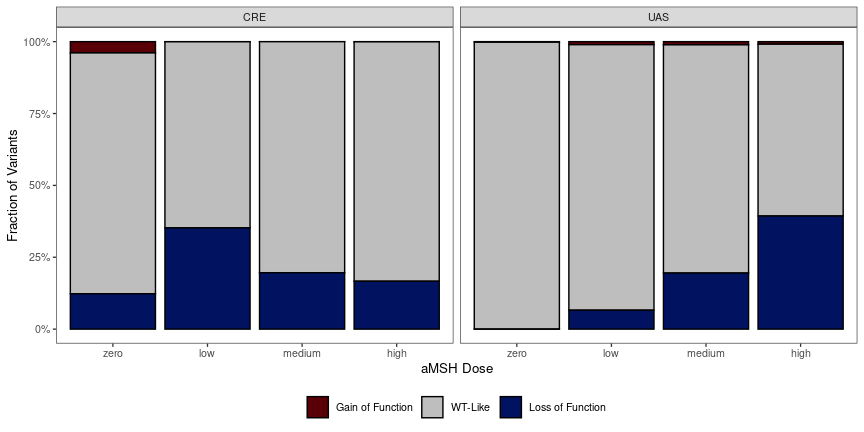 CRE
UAS
100%
75%
50%
25%
0%
Fraction of Variants
zero low medium high
zero low medium high
aMSH Dose
Gain of Function WT-Like Loss of Function